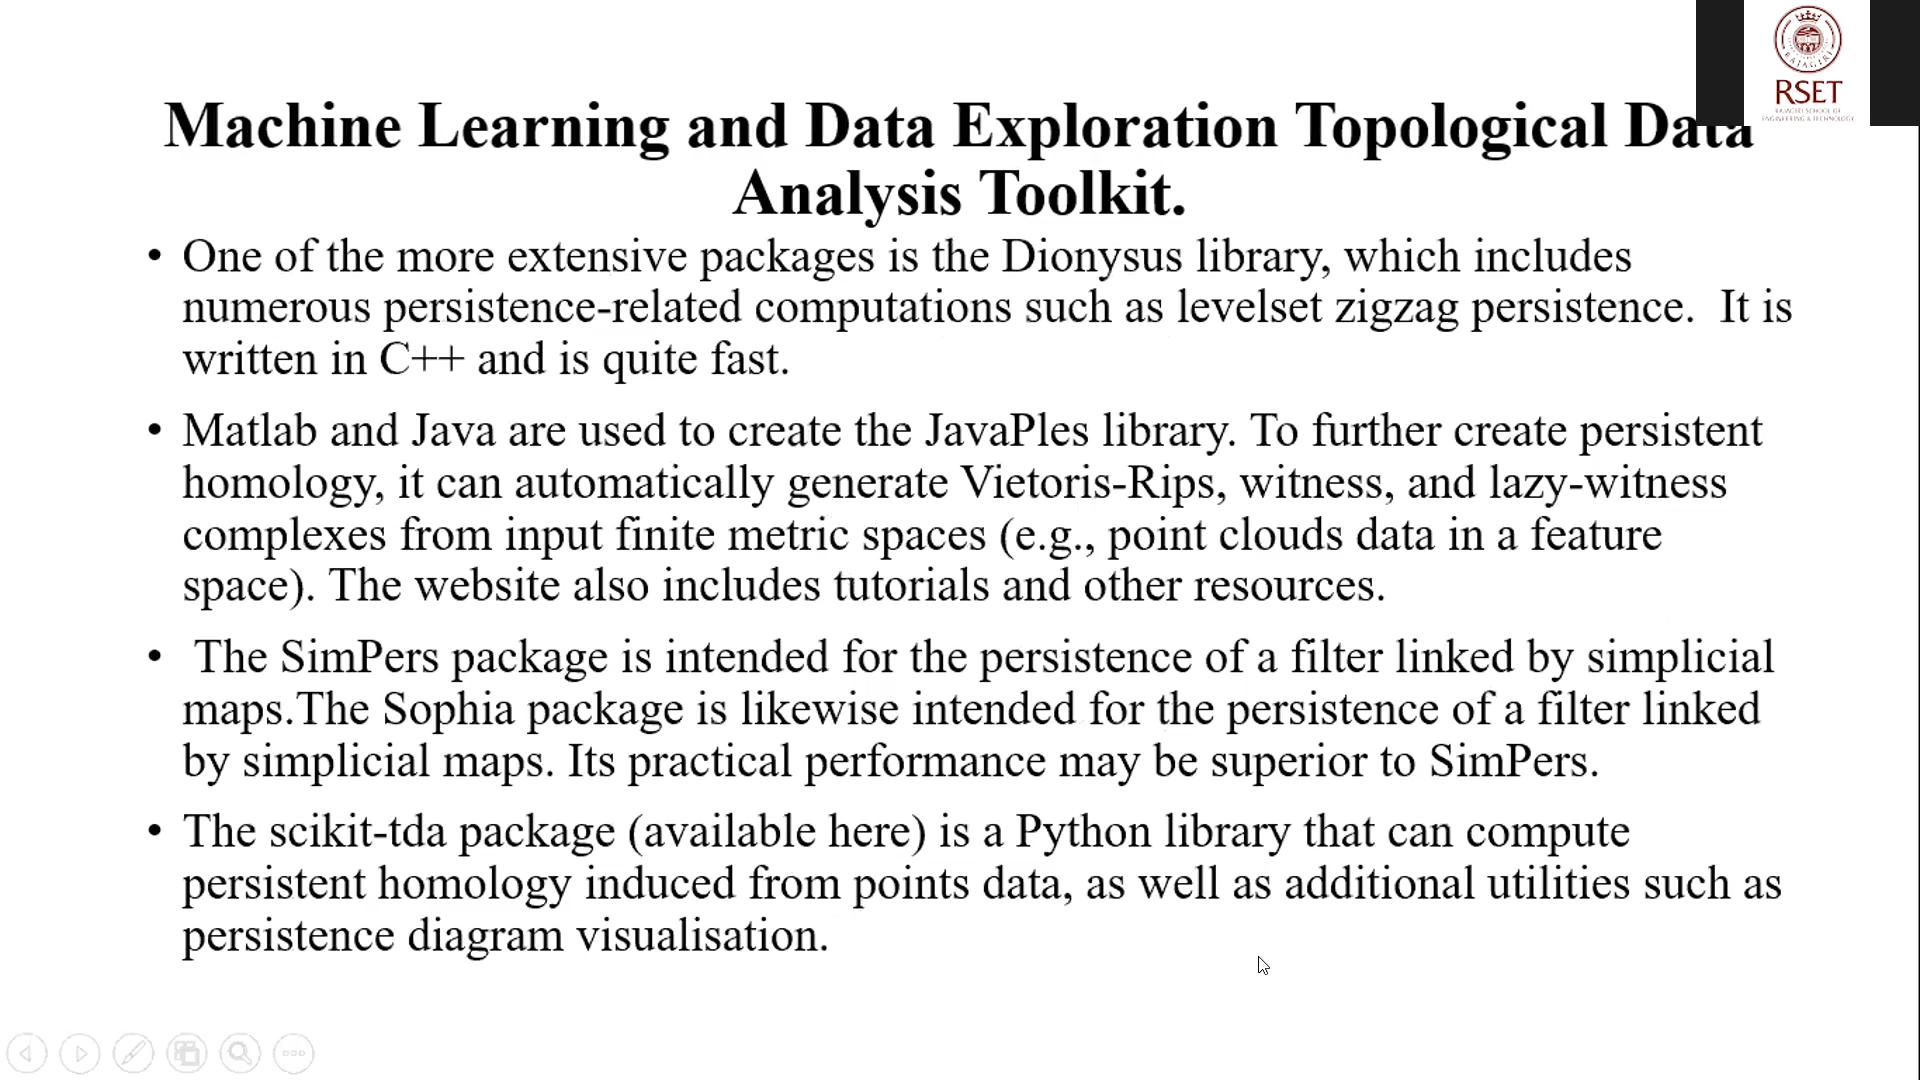 RAJAGIRI
RSET
RAJAGIRI SCHOOL OF
ENGINEERING & TECHNOLOGY
Machine Learning and Data Exploration Topological Data
Analysis Toolkit.
• One of the more extensive packages is the Dionysus library, which includes
numerous persistence-related computations such as levelset zigzag persistence. It is
written in C++ and is quite fast.
• Matlab and Java are used to create the JavaPles library. To further create persistent
homology, it can automatically generate Vietoris-Rips, witness, and lazy-witness
complexes from input finite metric spaces (e.g., point clouds data in a feature
space). The website also includes tutorials and other resources.
• The SimPers package is intended for the persistence of a filter linked by simplicial
maps.The Sophia package is likewise intended for the persistence of a filter linked
by simplicial maps. Its practical performance may be superior to SimPers.
• The scikit-tda package (available here) is a Python library that can compute
persistent homology induced from points data, as well as additional utilities such as
persistence diagram visualisation.